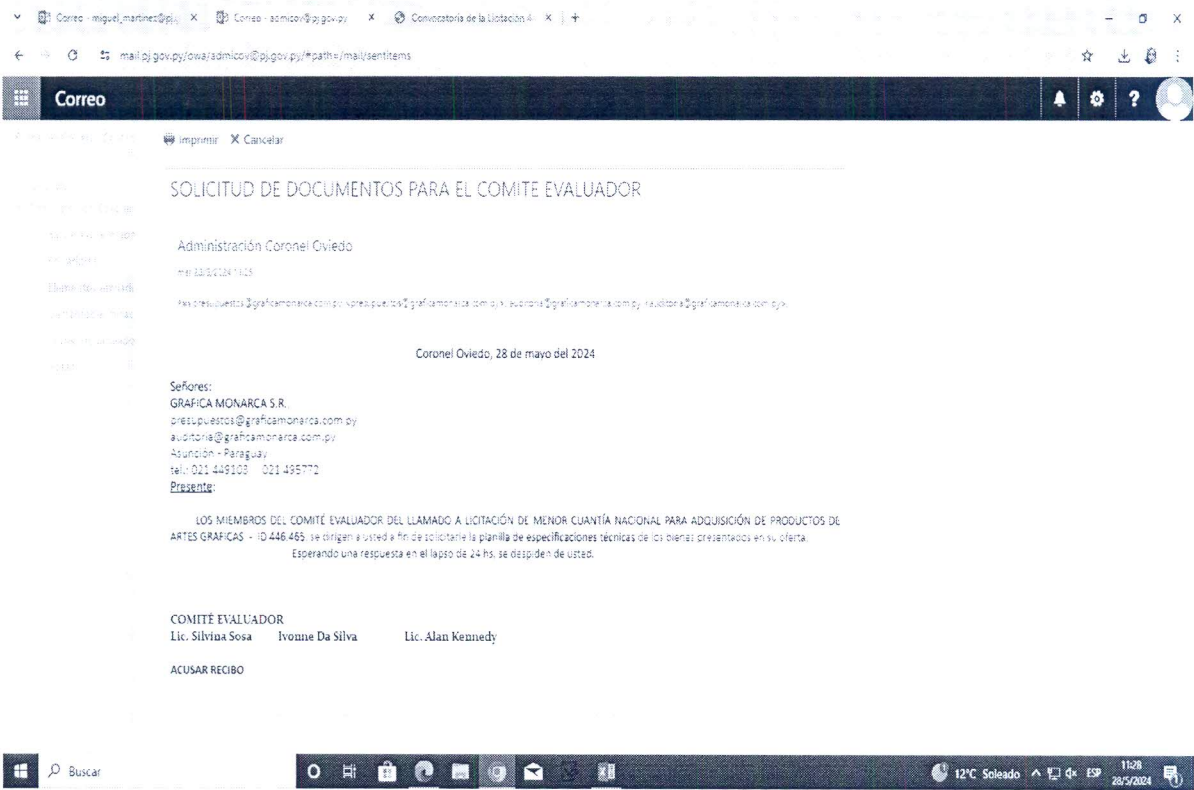 Correo - miguel_martinez@pj. Correo - admicov@pj.gov.py Convocatoria de la Licitación 4
mail.pj.gov.py/owa/admicov@pj.gov.py/#path=/mail/sentitems
Correo
Imprimir Cancelar
SOLICITUD DE DOCUMENTOS PARA EL COMITE EVALUADOR
Administración Coronel Oviedo
Coronel Oviedo, 28 de mayo del 2024
Señores:
GRAFICA MONARCA S.R.
presupuestos@graficamonarca.com.py
auditoria@graficamonarca.com.py
Asunción - Paraguay
tel.: 021 449103 021 495772
Presente:
LOS MIEMBROS DEL COMITÉ EVALUADOR DEL LLAMADO A LICITACIÓN DE MENOR CUANTÍA NACIONAL PARA ADQUISICIÓN DE PRODUCTOS DE
ARTES GRAFICAS - ID 446.465, se dirigen a usted a fin de solicitarle la planilla de especificaciones técnicas de los bienes presentados en su oferta.
Esperando una respuesta en el lapso de 24 hs. se despiden de usted.
COMITÉ EVALUADOR
Lic. Silvina Sosa Ivonne Da Silva Lic. Alan Kennedy
ACUSAR RECIBO
Buscar
12°C Soleado ESP 11:28
28/5/2024